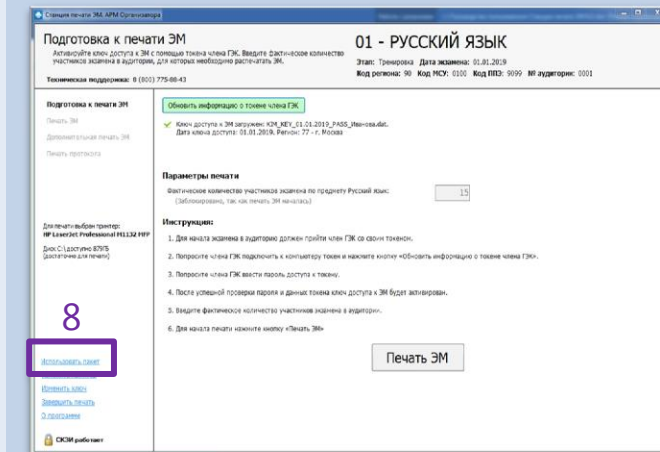 Станция печати ЭМ. АРМ Организатора
Подготовка к печати ЭМ
Активируйте ключ доступа к ЭМ с помощью токена члена ГЭК. Введите фактическое количество
участников экзамена в аудитории, для которых необходимо распечатать ЭМ.
Техническая поддержка: 8 (800) 775-88-43
01 - РУССКИЙ ЯЗЫК
Этап: Тренировка Дата экзамена: 01.01.2019
Код региона: 90 Код МСУ: 0100 Код ППЭ: 9099 № аудитории: 0001
Подготовка к печати ЭМ
Печать ЭМ
Дополнительная печать ЭМ
Печать протокола
Для печати выбран принтер:
HP LaserJet Professional M1132 MFP
Диск C:\ доступно 879ГБ
(достаточно для печати)
8
Использовать пакет
Изменить ключ
Завершить печать
О программе
СКЗИ работает
Обновить информацию о токене члена ГЭК
Ключ доступа к ЭМ загружен: KIM_KEY_01.01.2019_PASS_Иванова.dat.
Дата ключа доступа: 01.01.2019. Регион: 77 - г. Москва
Параметры печати
Фактическое количество участников экзамена по предмету Русский язык:
15
(Заблокировано, так как печать ЭМ началась)
Инструкция:
1. Для начала экзамена в аудиторию должен прийти член ГЭК со своим токеном.
2. Попросите члена ГЭК подключить к компьютеру токен и нажмите кнопку «Обновить информацию о токене члена ГЭК».
3. Попросите члена ГЭК ввести пароль доступа к токену.
4. После успешной проверки пароля и данных токена ключ доступа к ЭМ будет активирован.
5. Введите фактическое количество участников экзамена в аудитории.
6. Для начала печати нажмите кнопку «Печать ЭМ»
Печать ЭМ